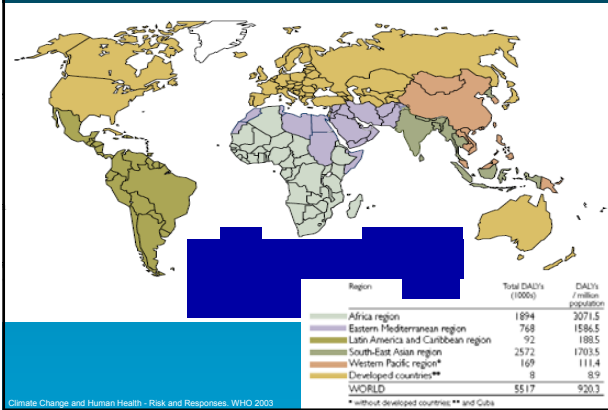 Region Total DALYs DALYs
(1000s) / million
population
Africa region 1894 3071.5
Eastern Mediterranean region 768 1586.5
Latin America and Caribbean region 92 188.5
South-East Asian region 2572 1703.5
Western Pacific region* 169 111.4
Developed countries** 8 8.9
WORLD 5517 920.3
* without developed countries; ** and Cuba
Climate Change and Human Health - Risk and Responses. WHO 2003